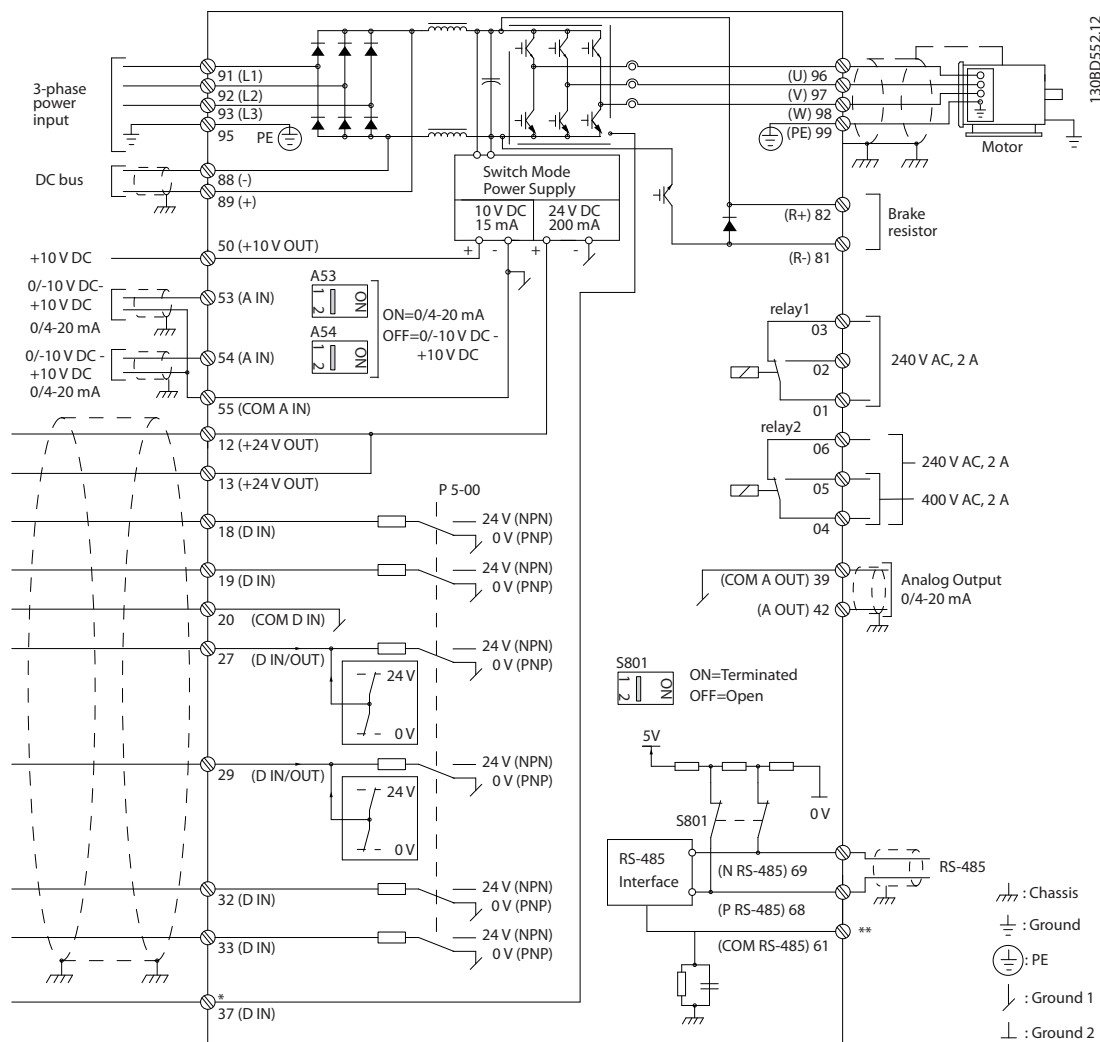 130BD552.12
3-phase
power
input
91 (L1)
92 (L2)
93 (L3)
95
PE
DC bus
88 (-)
89 (+)
+10 V DC
50 (+10 V OUT)
0/-10 V DC-
+10 V DC
0/4-20 mA
53 (A IN)
0/-10 V DC -
+10 V DC
0/4-20 mA
54 (A IN)
55 (COM A IN)
12 (+24 V OUT)
13 (+24 V OUT)
18 (D IN)
19 (D IN)
20 (COM D IN)
27 (D IN/OUT)
29 (D IN/OUT)
32 (D IN)
33 (D IN)
*
37 (D IN)
Switch Mode
Power Supply
10 V DC
15 mA
24 V DC
200 mA
+ - + -
A53
1 2 ON
A54
1 2 ON
ON=0/4-20 mA
OFF=0/-10 V DC -
+10 V DC
P 5-00
24 V (NPN)
0 V (PNP)
24 V (NPN)
0 V (PNP)
24 V (NPN)
0 V (PNP)
24 V
0 V
24 V (NPN)
0 V (PNP)
24 V
0 V
24 V (NPN)
0 V (PNP)
24 V (NPN)
0 V (PNP)
(U) 96
(V) 97
(W) 98
(PE) 99
Motor
(R+) 82
(R-) 81
Brake
resistor
relay1
03
02
01
240 V AC, 2 A
relay2
06
05
04
240 V AC, 2 A
400 V AC, 2 A
(COM A OUT) 39
(A OUT) 42
Analog Output
0/4-20 mA
S801
1 2 ON
ON=Terminated
OFF=Open
5V
0 V
S801
RS-485
Interface
(N RS-485) 69
(P RS-485) 68
(COM RS-485) 61
RS-485
**
: Chassis
: Ground
: PE
: Ground 1
: Ground 2